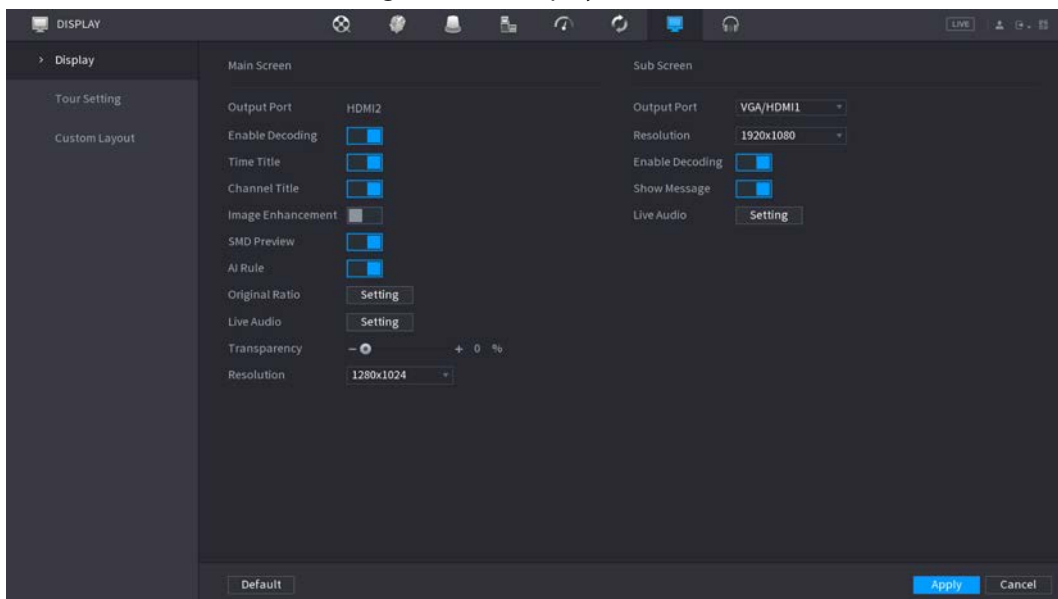 DISPLAY
LIVE
Display
Tour Setting
Custom Layout
Main Screen
Output Port HDMI2
Enable Decoding
Time Title
Channel Title
Image Enhancement
SMD Preview
AI Rule
Original Ratio Setting
Live Audio Setting
Transparency - + 0 %
Resolution 1280x1024
Sub Screen
Output Port VGA/HDMI1
Resolution 1920x1080
Enable Decoding
Show Message
Live Audio Setting
Default
Apply Cancel